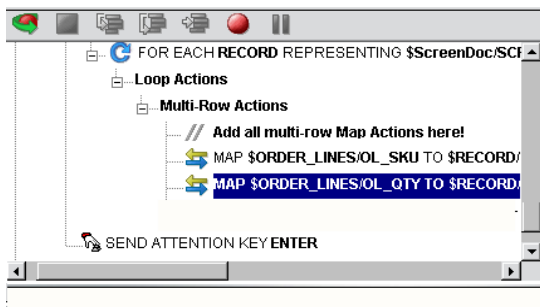 FOR EACH RECORD REPRESENTING $ScreenDoc/SCF
Loop Actions
Multi-Row Actions
// Add all multi-row Map Actions here!
MAP $ORDER_LINES/OL_SKU TO $RECORD/
MAP $ORDER_LINES/OL_QTY TO $RECORD/
SEND ATTENTION KEY ENTER